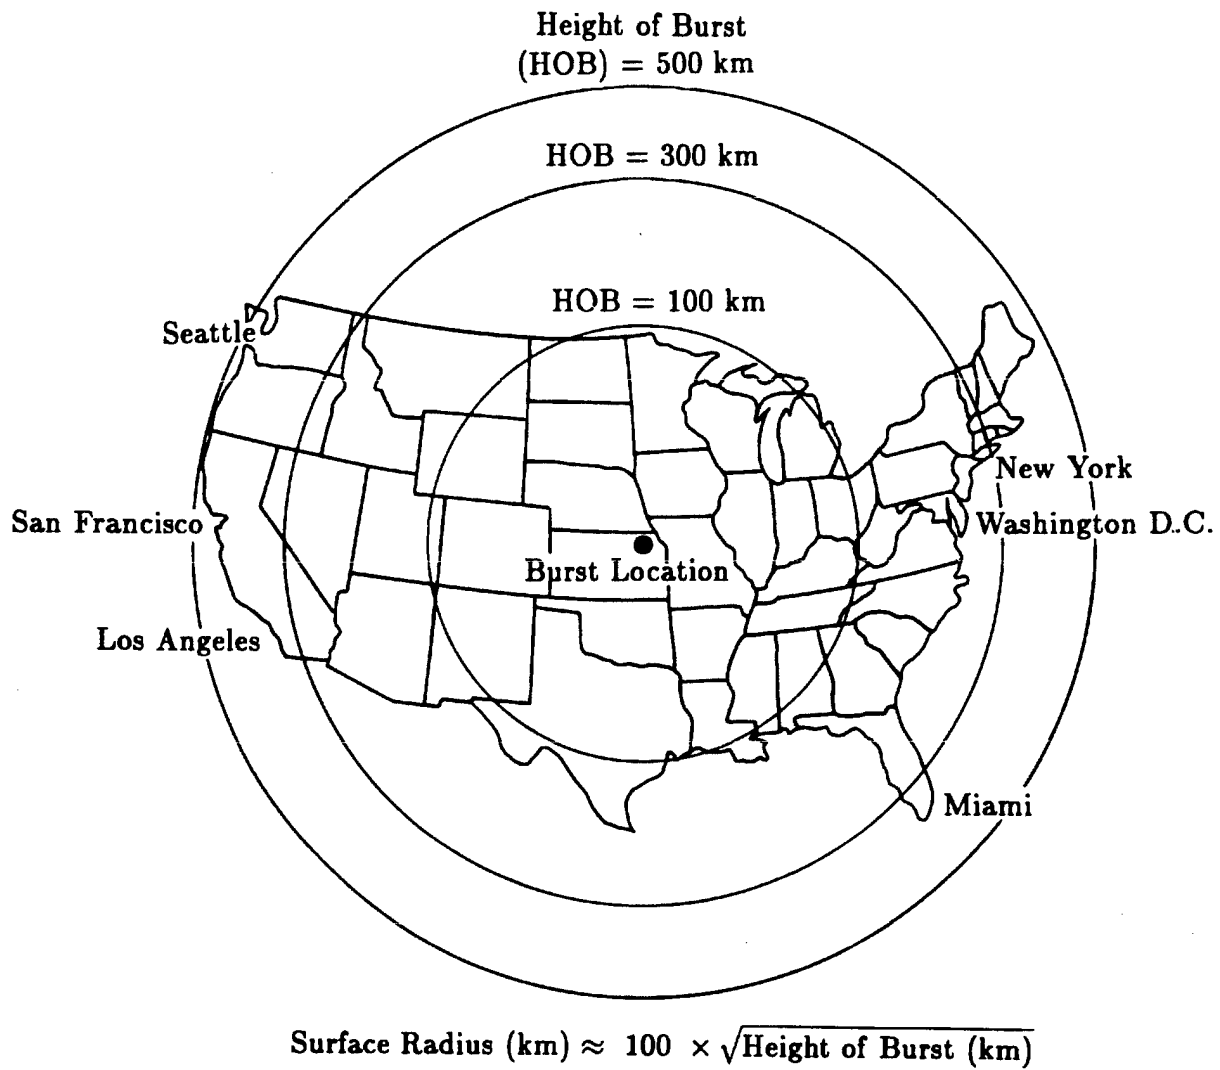 Height of Burst
(HOB) = 500 km
HOB = 300 km
HOB = 100 km
Seattle
New York
San Francisco
Washington D.C.
Burst Location
Los Angeles
Miami
Surface Radius (km) ≈ 100 × √Height of Burst (km)